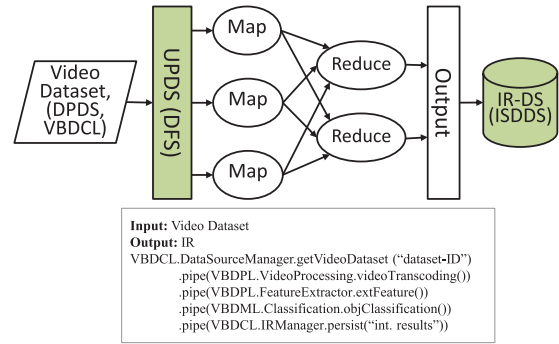 Video
Dataset,
(DPDS,
VBDCL)
UPDS (DFS)
Map
Map
Map
Reduce
Reduce
Output
IR-DS
(ISDDS)
Input: Video Dataset
Output: IR
VBDCL.DataSourceManager.getVideoDataset (“dataset-ID”)
.pipe(VBDPL.VideoProcessing.videoTranscoding())
.pipe(VBDPL.FeatureExtractor.extFeature())
.pipe(VBDML.Classification.objClassification())
.pipe(VBDCL.IRManager.persist(“int. results”))